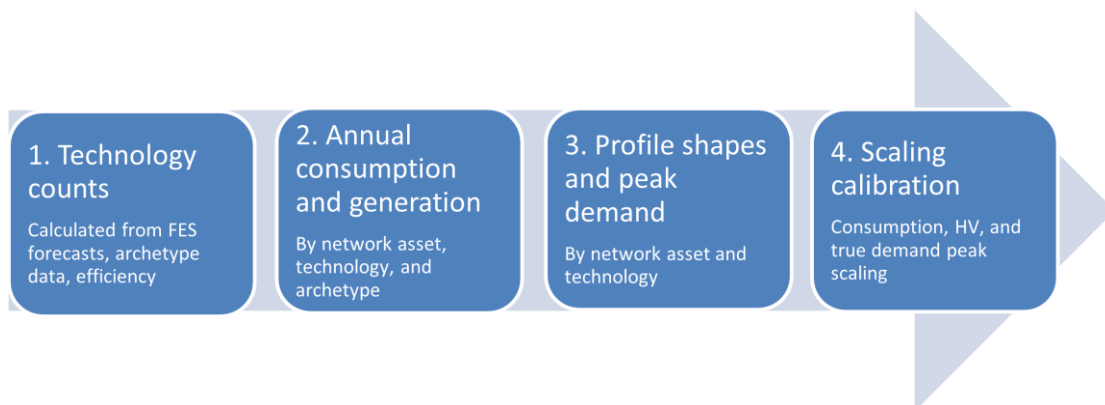 1. Technology
counts
Calculated from FES
forecasts, archetype
data, efficiency
2. Annual
consumption
and generation
By network asset,
technology, and
archetype
3. Profile shapes
and peak
demand
By network asset and
technology
4. Scaling
calibration
Consumption, HV, and
true demand peak
scaling